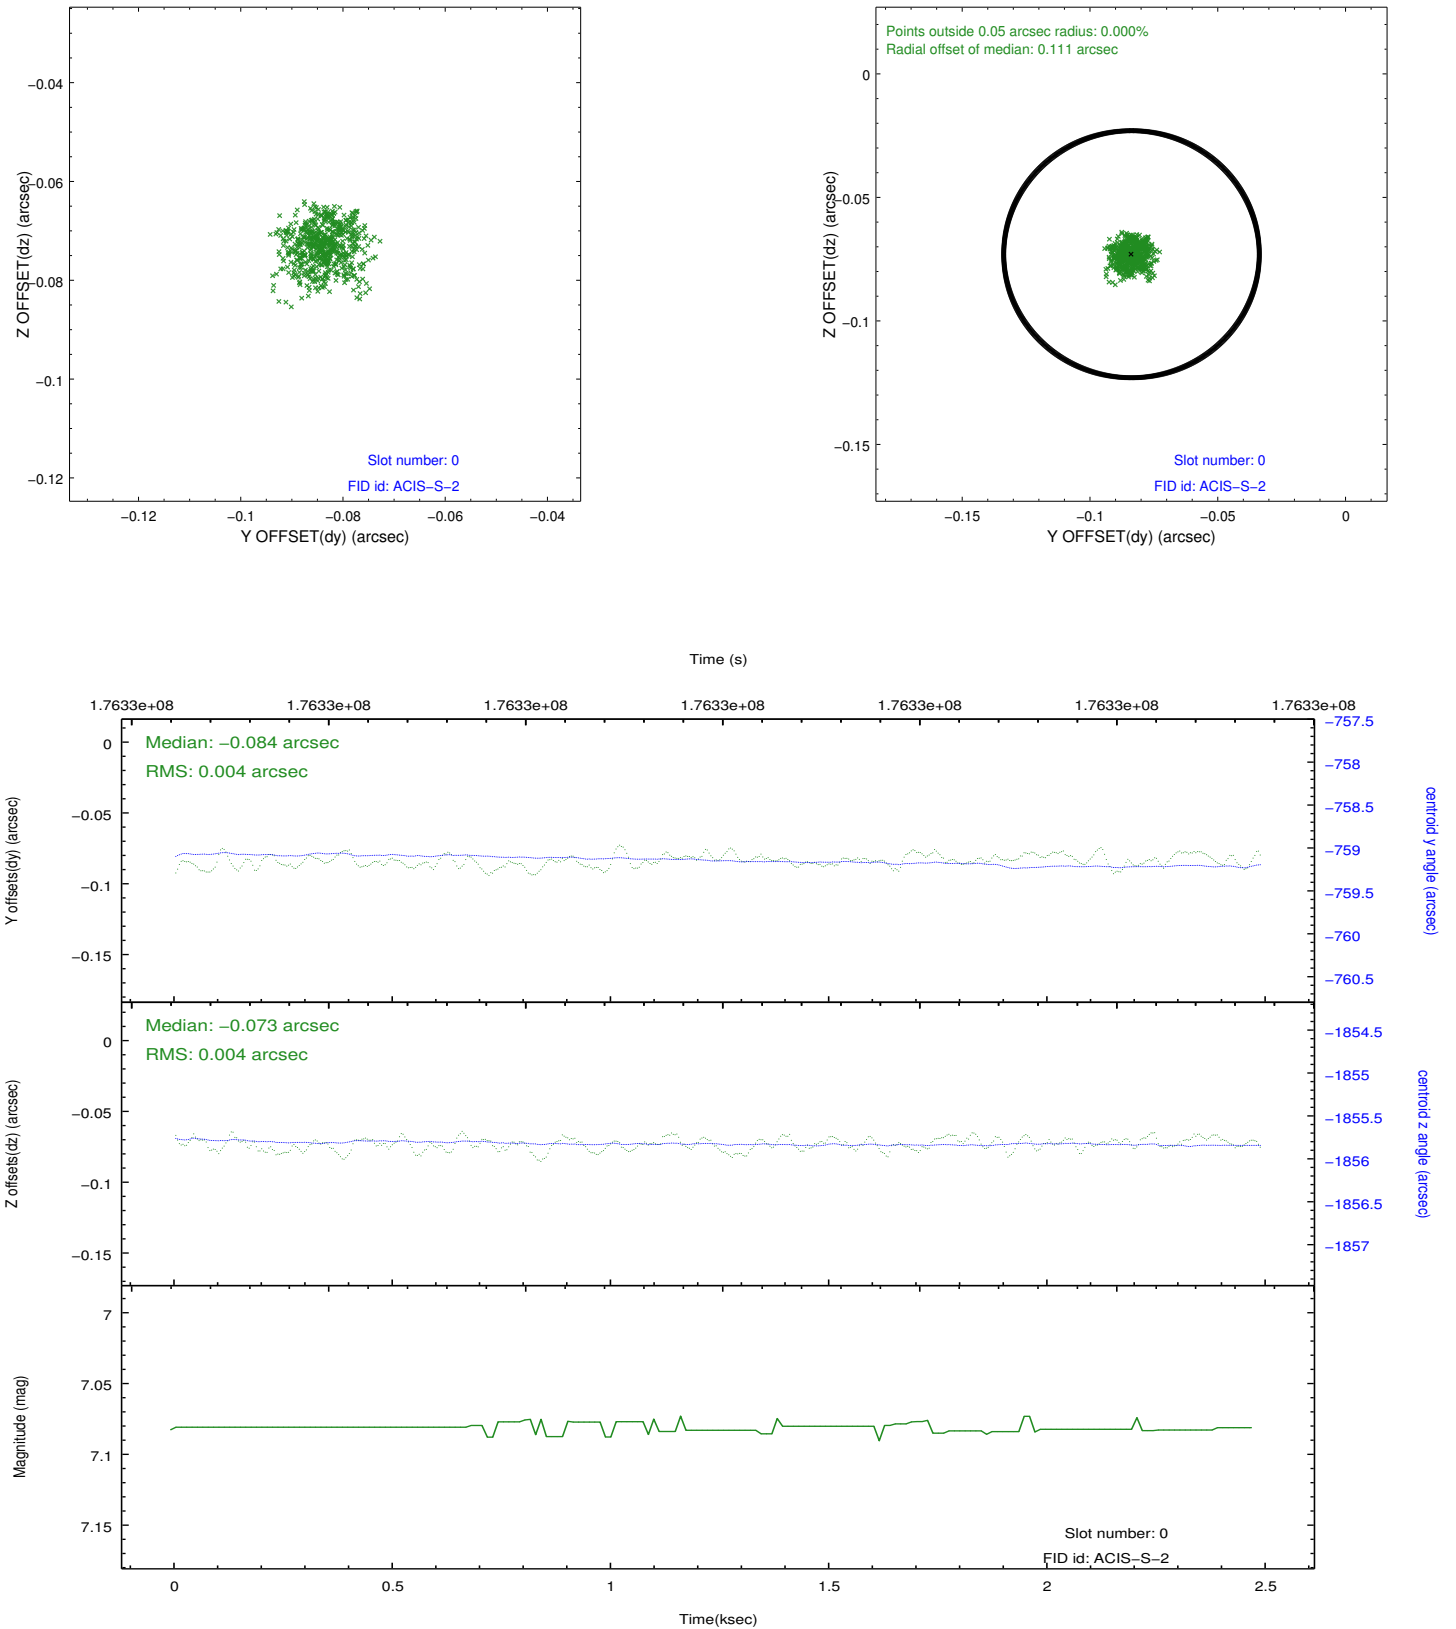 −0.04
−0.06
−0.08
−0.1
−0.12
Z OFFSET(dz) (arcsec)
Slot number: 0
FID id: ACIS−S−2
−0.12 −0.1 −0.08 −0.06 −0.04
Y OFFSET(dy) (arcsec)
Points outside 0.05 arcsec radius: 0.000%
Radial offset of median: 0.111 arcsec
0
−0.05
−0.1
−0.15
Z OFFSET(dz) (arcsec)
Slot number: 0
FID id: ACIS−S−2
−0.15 −0.1 −0.05 0
Y OFFSET(dy) (arcsec)
Time (s)
1.7633e+08 1.7633e+08 1.7633e+08 1.7633e+08 1.7633e+08 1.7633e+08 1.7633e+08
Median: −0.084 arcsec
RMS: 0.004 arcsec
0
−0.05
−0.1
−0.15
Y offsets(dy) (arcsec)
−757.5
−758
−758.5
−759
−759.5
−760
−760.5
centroid y angle (arcsec)
Median: −0.073 arcsec
RMS: 0.004 arcsec
0
−0.05
−0.1
−0.15
Z offsets(dz) (arcsec)
−1854.5
−1855
−1855.5
−1856
−1856.5
−1857
centroid z angle (arcsec)
7
7.05
7.1
7.15
Magnitude (mag)
Slot number: 0
FID id: ACIS−S−2
0 0.5 1 1.5 2 2.5
Time(ksec)